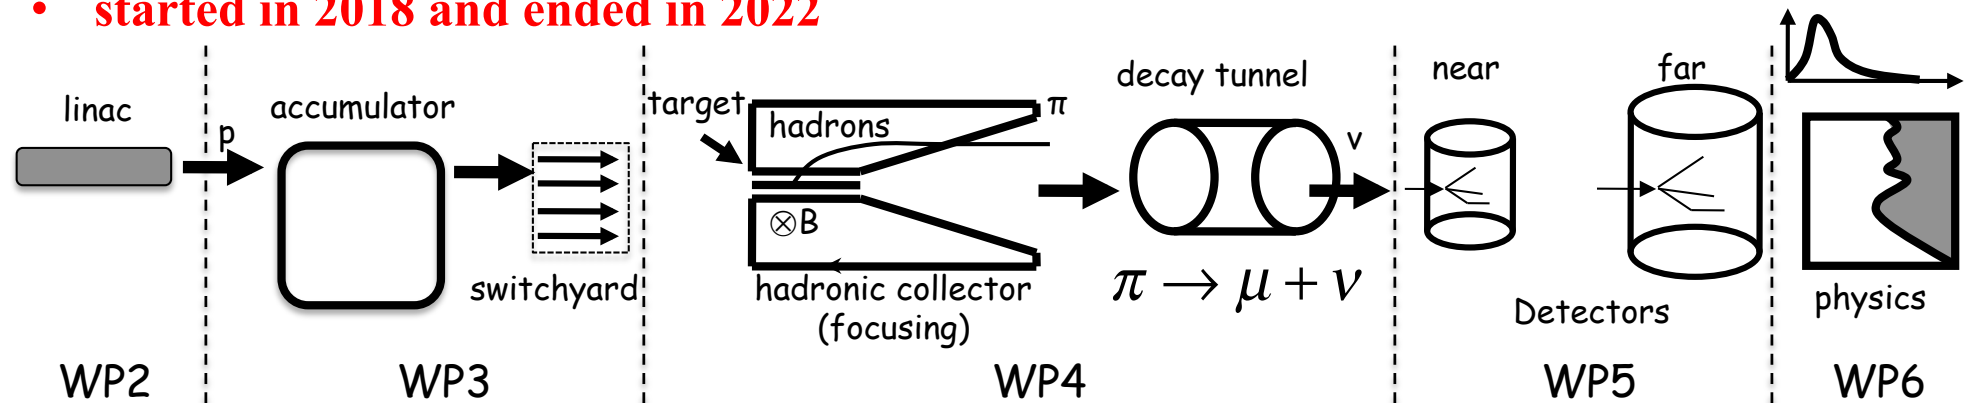 • started in 2018 and ended in 2022
linac
p
accumulator
switchyard
target
hadrons
π
⊗B
hadronic collector
(focusing)
decay tunnel
ν
π → μ + ν
near
far
Detectors
physics
WP2
WP3
WP4
WP5
WP6